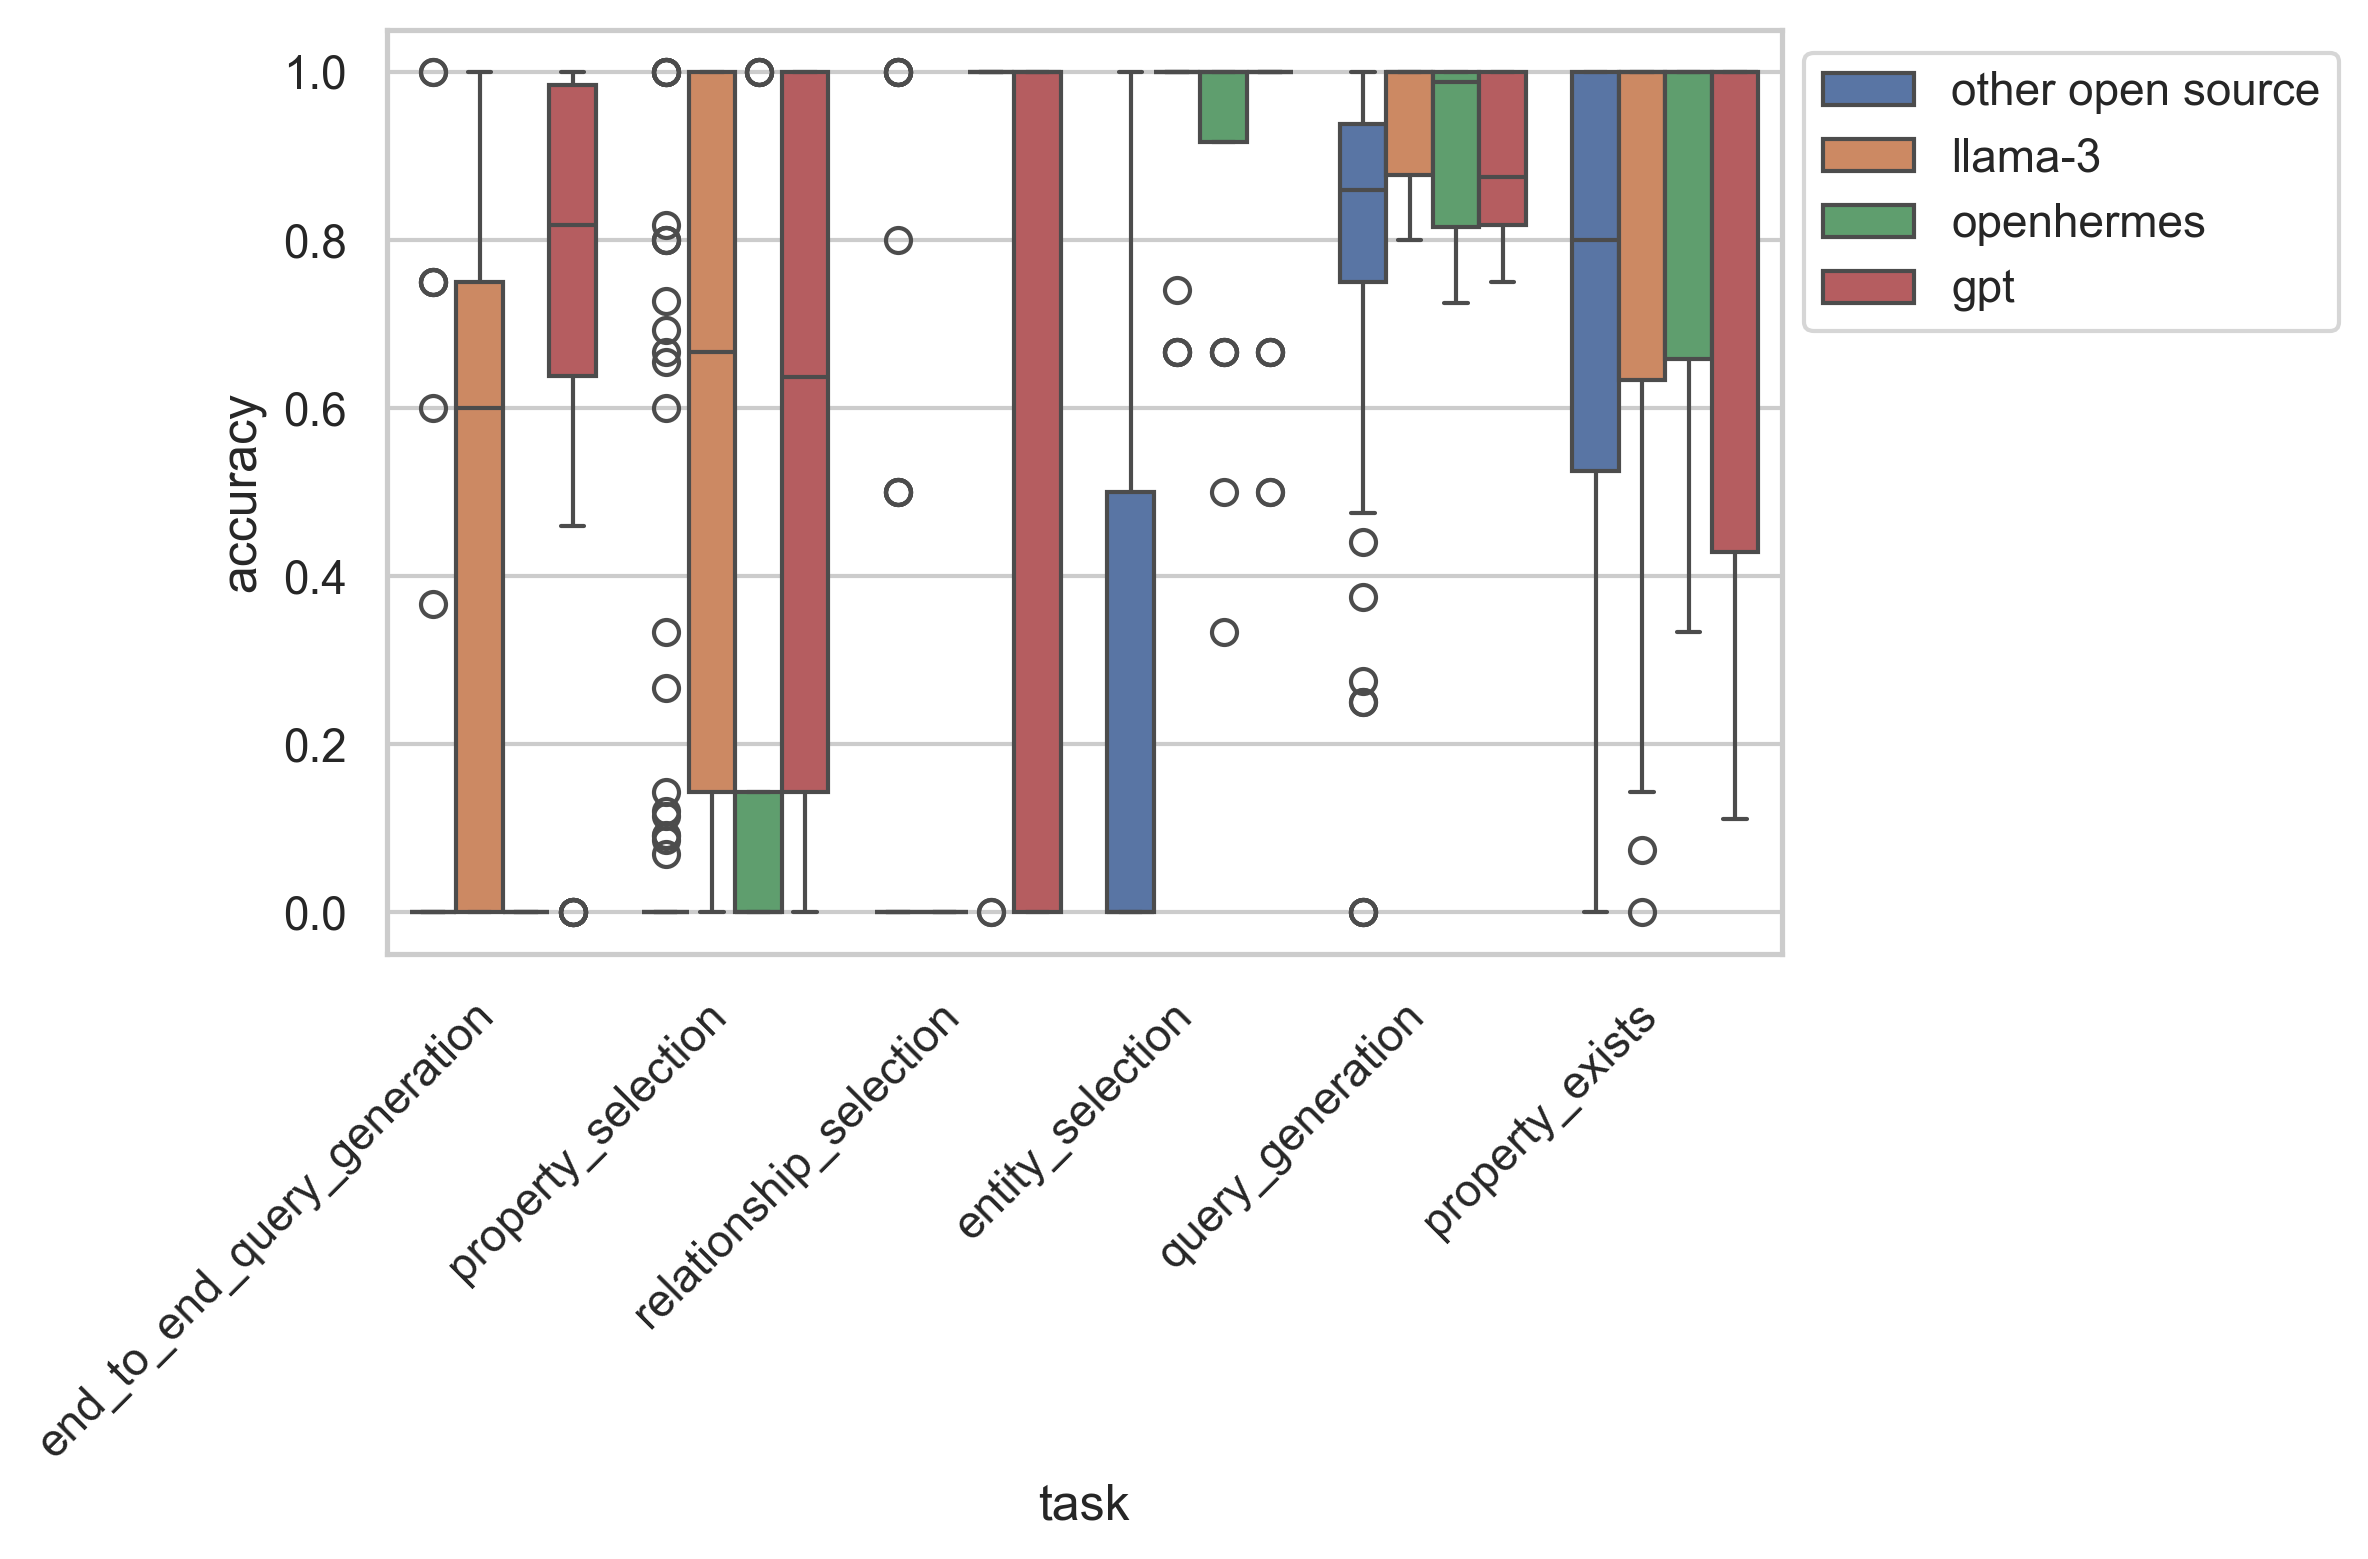 1.0
0.8
0.6
0.4
0.2
0.0
accuracy
other open source
llama-3
openhermes
gpt
end_to_end_query_generation
property_selection
relationship_selection
entity_selection
query_generation
property_exists
task